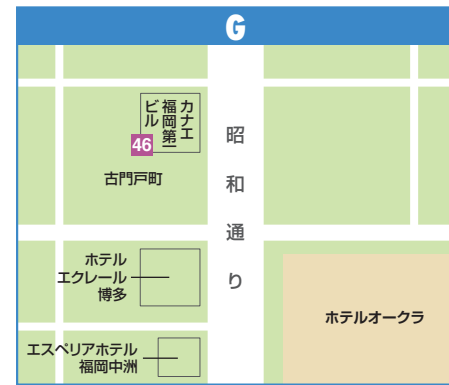 G
カナエ
福岡第一
ビル
46
古門戸町
昭和通り
ホテル
エクレール
博多
ホテルオークラ
エスペリアホテル
福岡中洲